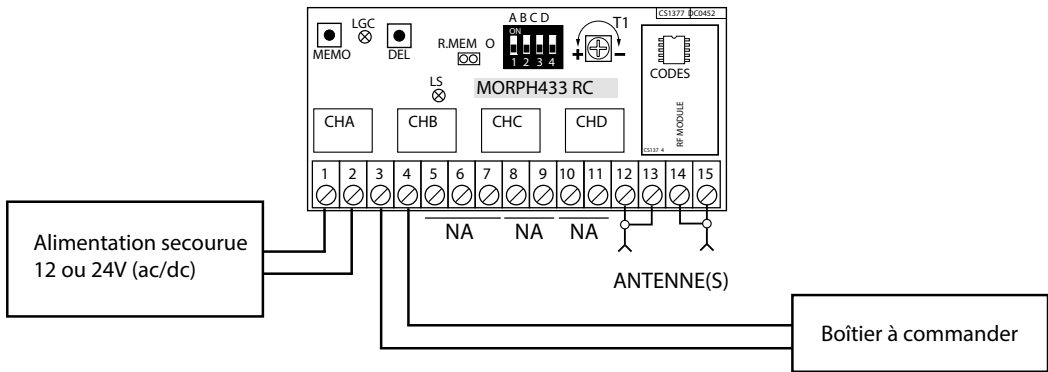 CS1377 DC0452
A B C D
LGC
T1
MEMO
DEL
R.MEM O
ON
1 2 3 4
+ −
CODES
LS
MORPH433 RC
RF MODULE
CHA CHB CHC CHD
CS137 4
1 2 3 4 5 6 7 8 9 10 11 12 13 14 15
NA NA NA
Alimentation secourue
12 ou 24V (ac/dc)
ANTENNE(S)
Boîtier à commander